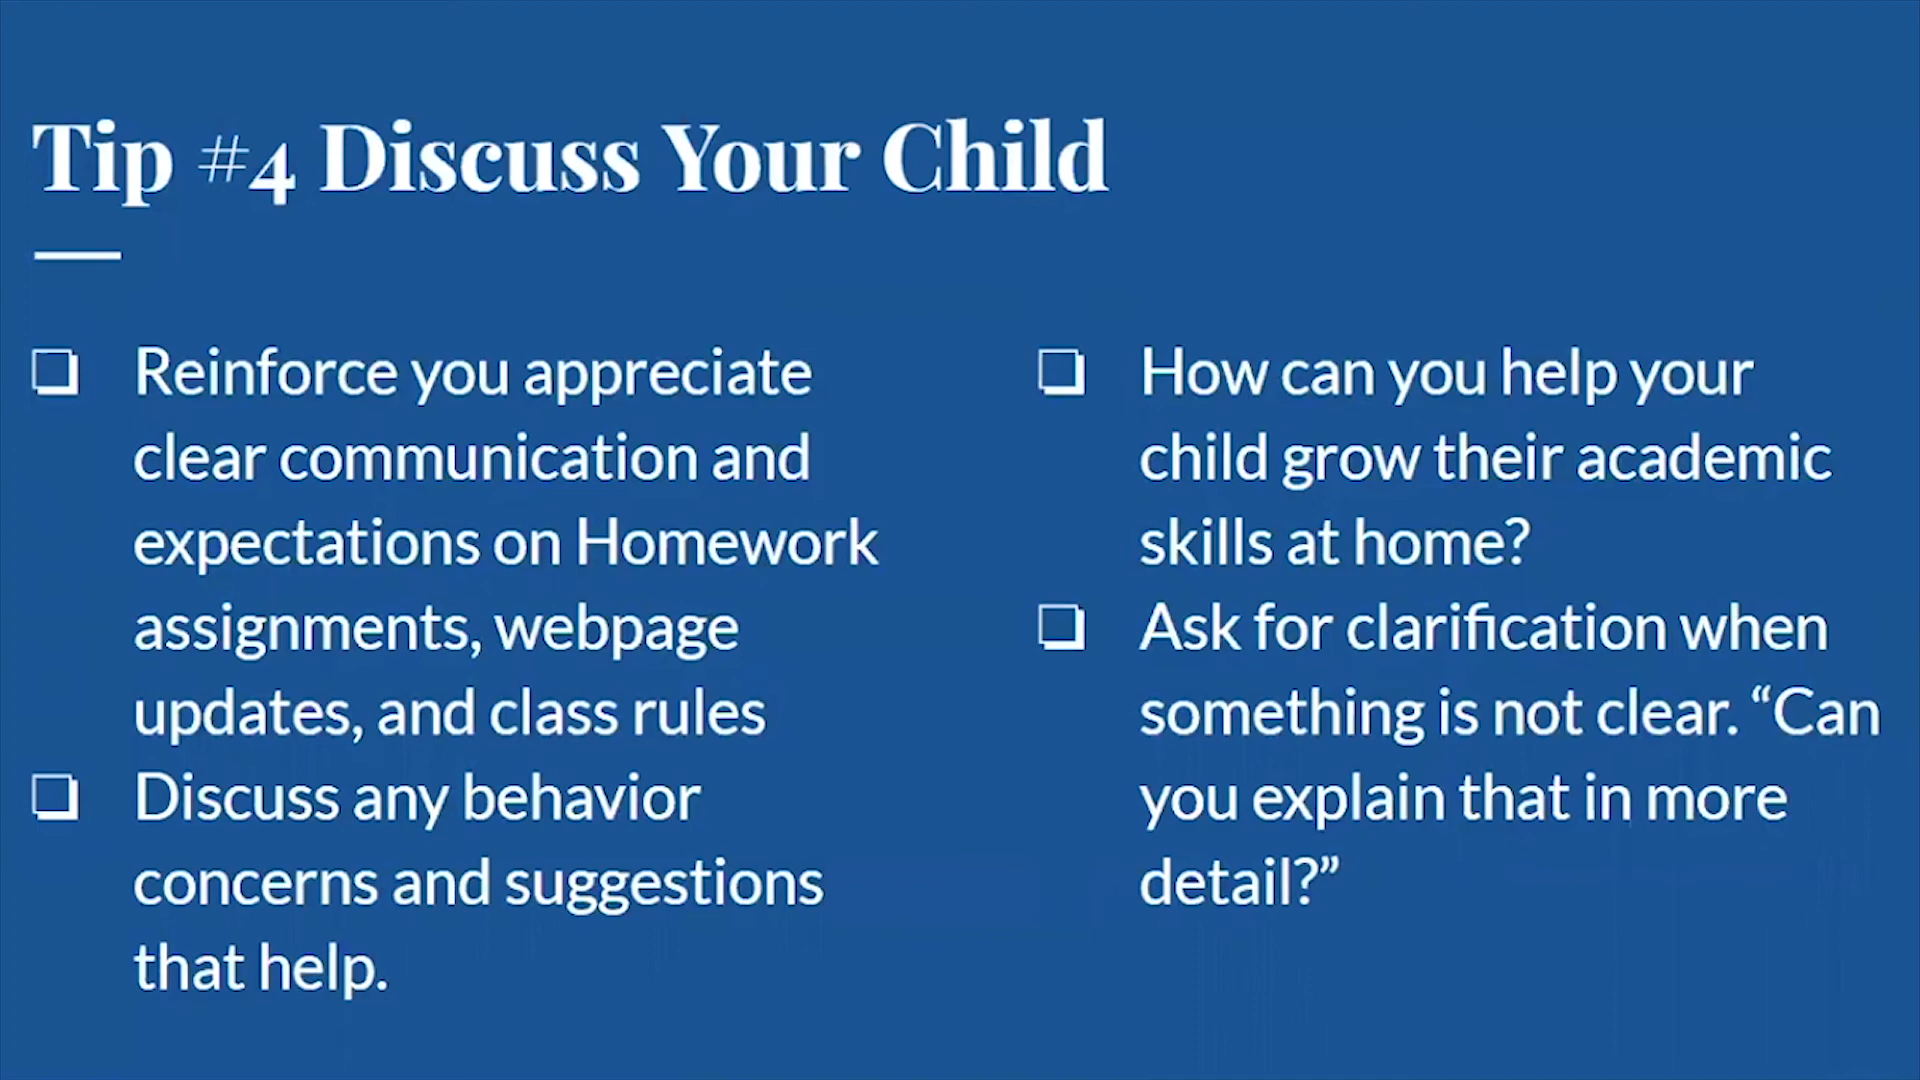 Tip #4 Discuss Your Child
❏ Reinforce you appreciate
clear communication and
expectations on Homework
assignments, webpage
updates, and class rules
❏ Discuss any behavior
concerns and suggestions
that help.
❏ How can you help your
child grow their academic
skills at home?
❏ Ask for clarification when
something is not clear. “Can
you explain that in more
detail?”